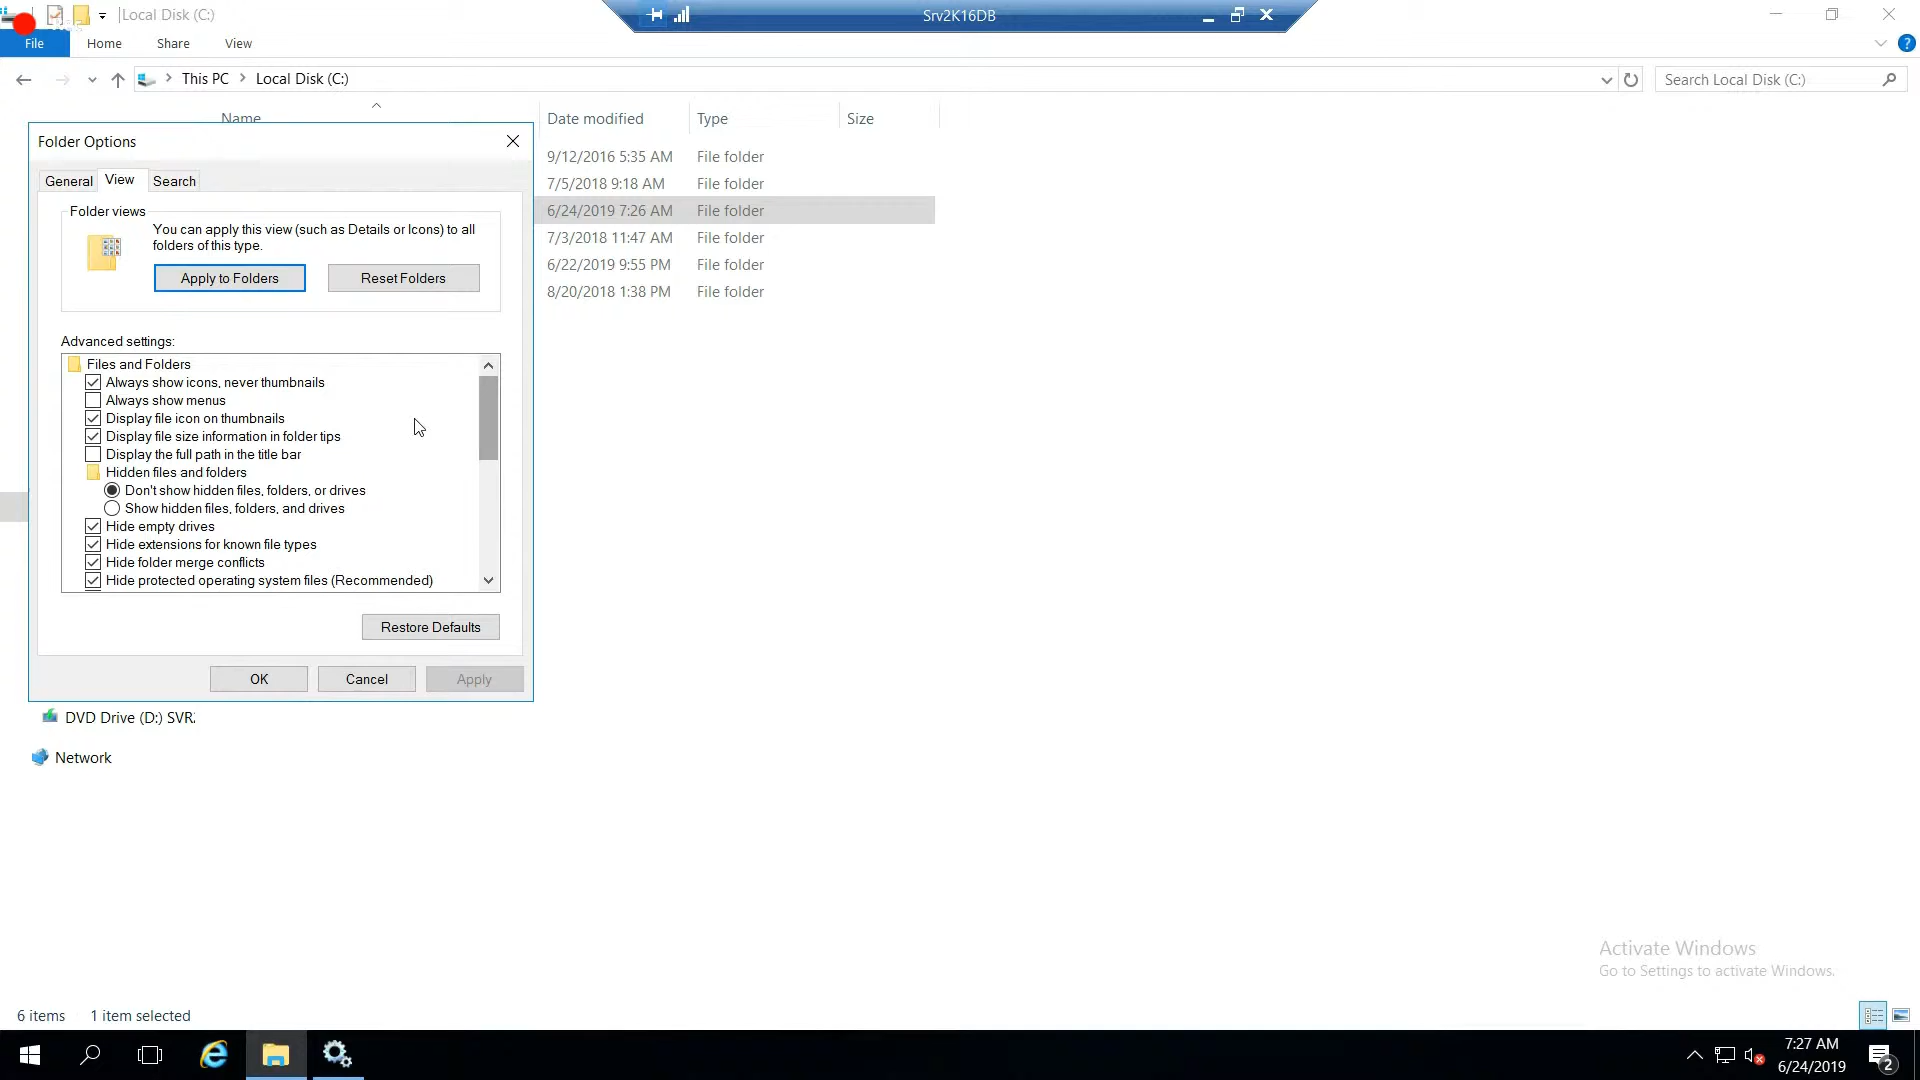 Local Disk (C:)
Srv2K16DB
File
Home
Share
View
?
This PC
Local Disk (C:)
Search Local Disk (C:)
Name
Date modified
Type
Size
Folder Options
General
View
Search
Folder views
You can apply this view (such as Details or Icons) to all
folders of this type.
Apply to Folders
Reset Folders
Advanced settings:
Files and Folders
Always show icons, never thumbnails
Always show menus
Display file icon on thumbnails
Display file size information in folder tips
Display the full path in the title bar
Hidden files and folders
Don't show hidden files, folders, or drives
Show hidden files, folders, and drives
Hide empty drives
Hide extensions for known file types
Hide folder merge conflicts
Hide protected operating system files (Recommended)
Restore Defaults
OK
Cancel
Apply
9/12/2016 5:35 AM File folder
7/5/2018 9:18 AM File folder
6/24/2019 7:26 AM File folder
7/3/2018 11:47 AM File folder
6/22/2019 9:55 PM File folder
8/20/2018 1:38 PM File folder
DVD Drive (D:) SVR
Network
Activate Windows
Go to Settings to activate Windows.
6 items
1 item selected
7:27 AM
6/24/2019
2